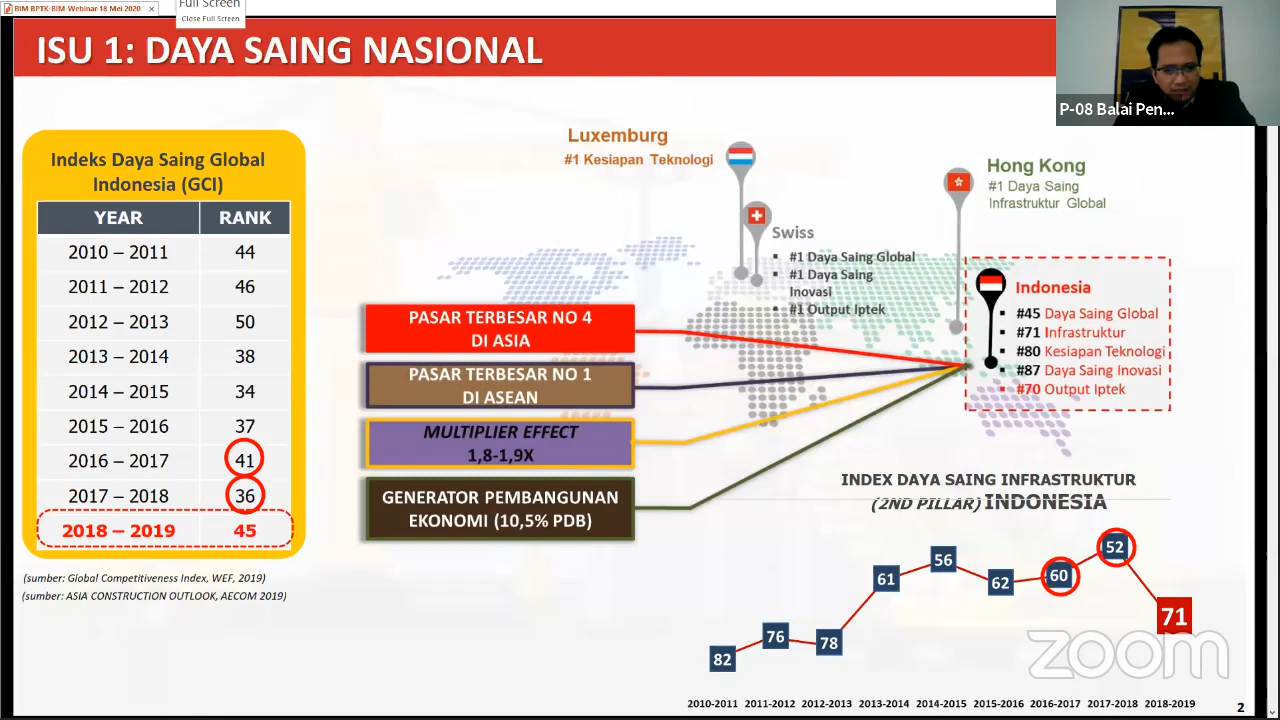 BIM BPTK-BIM-Webinar-18 Mei 2020
Full Screen
Close Full Screen
ISU 1: DAYA SAING NASIONAL
P-08 Balai Pen...
Indeks Daya Saing Global
Indonesia (GCI)
YEAR RANK
2010 – 2011 44
2011 – 2012 46
2012 – 2013 50
2013 – 2014 38
2014 – 2015 34
2015 – 2016 37
2016 – 2017 41
2017 – 2018 36
2018 – 2019 45
(sumber: Global Competitiveness Index, WEF, 2019)
(sumber: ASIA CONSTRUCTION OUTLOOK, AECOM 2019)
Luxemburg
#1 Kesiapan Teknologi
Swiss
#1 Daya Saing Global
#1 Daya Saing
Inovasi
#1 Output Iptek
Hong Kong
#1 Daya Saing
Infrastruktur Global
Indonesia
#45 Daya Saing Global
#71 Infrastruktur
#80 Kesiapan Teknologi
#87 Daya Saing Inovasi
#70 Output Iptek
PASAR TERBESAR NO 4
DI ASIA
PASAR TERBESAR NO 1
DI ASEAN
MULTIPLIER EFFECT
1,8-1,9X
GENERATOR PEMBANGUNAN
EKONOMI (10,5% PDB)
INDEX DAYA SAING INFRASTRUKTUR
(2ND PILLAR) INDONESIA
82 76 78 61 56 62 60 52 71
2010-2011 2011-2012 2012-2013 2013-2014 2014-2015 2015-2016 2016-2017 2017-2018 2018-2019
zoom
2